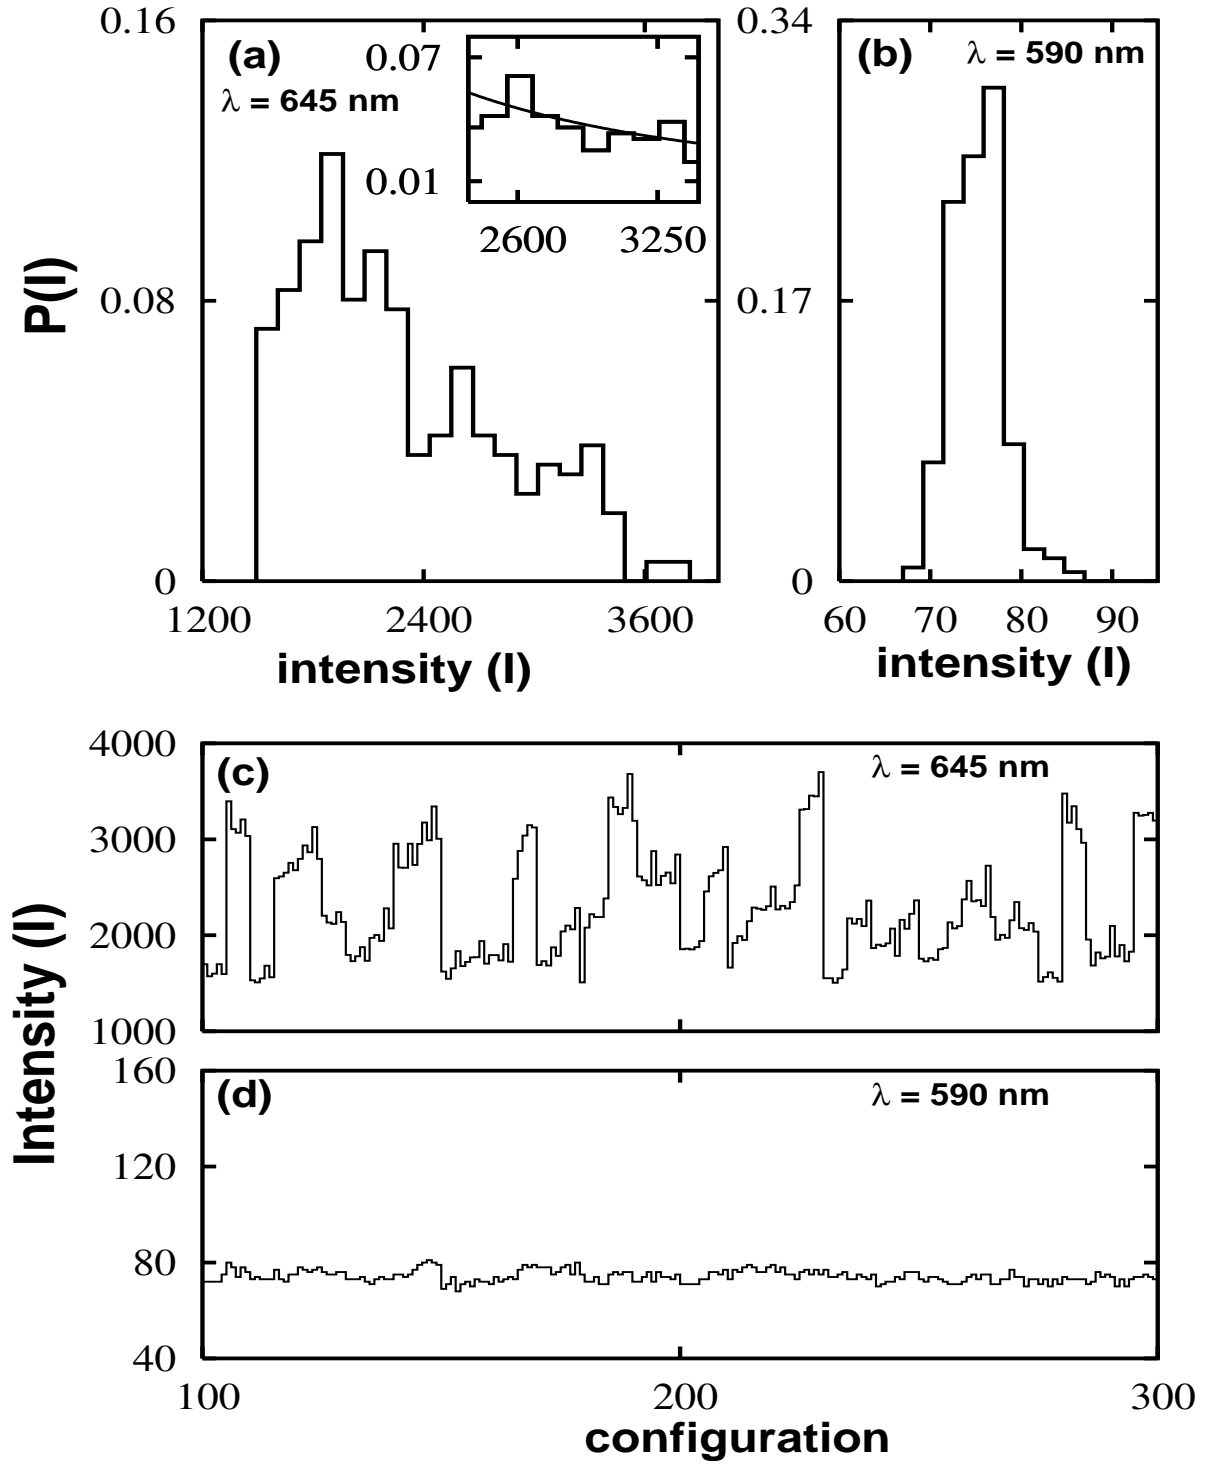 0.16
(a)
λ = 645 nm
0.07
0.01
2600 3250
0.08
0
1200 2400 3600
intensity (I)
P(I)
0.34
(b) λ = 590 nm
0.17
0
60 70 80 90
intensity (I)
4000
(c) λ = 645 nm
3000
2000
1000
Intensity (I)
160
(d) λ = 590 nm
120
80
40
100 200 300
configuration